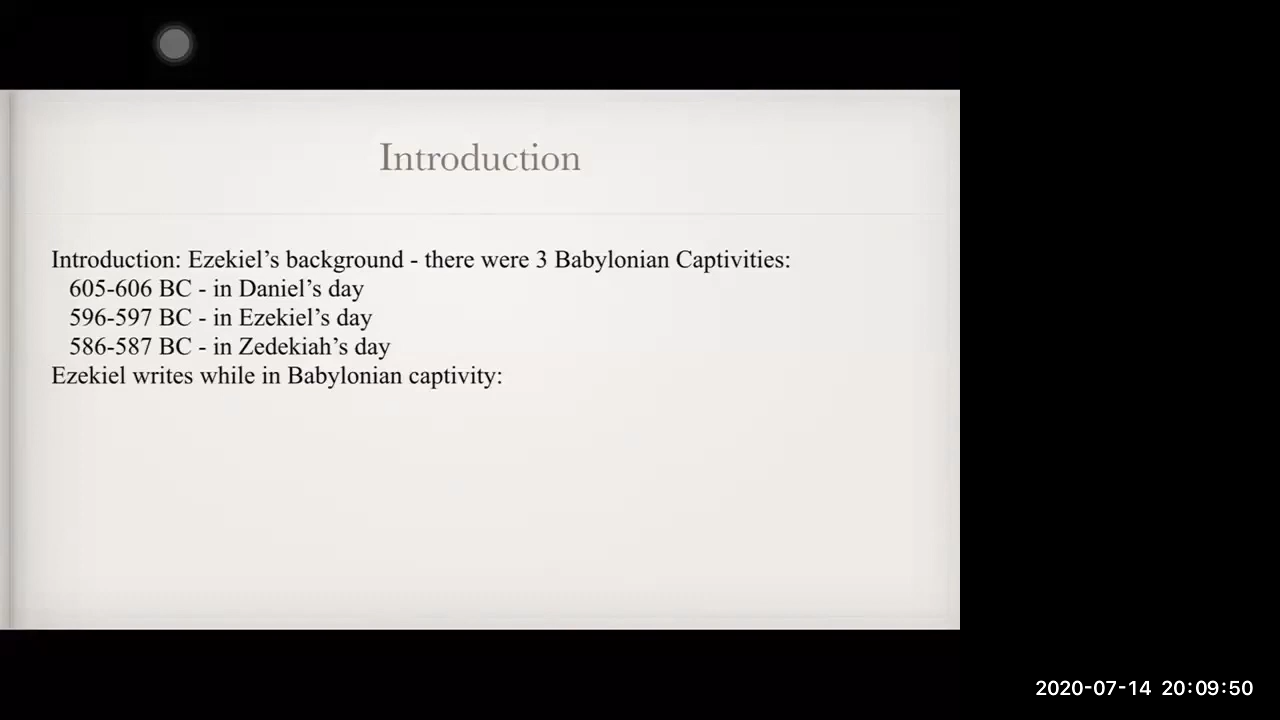 Introduction
Introduction: Ezekiel’s background - there were 3 Babylonian Captivities:
605-606 BC - in Daniel’s day
596-597 BC - in Ezekiel’s day
586-587 BC - in Zedekiah’s day
Ezekiel writes while in Babylonian captivity:
2020-07-14 20:09:50